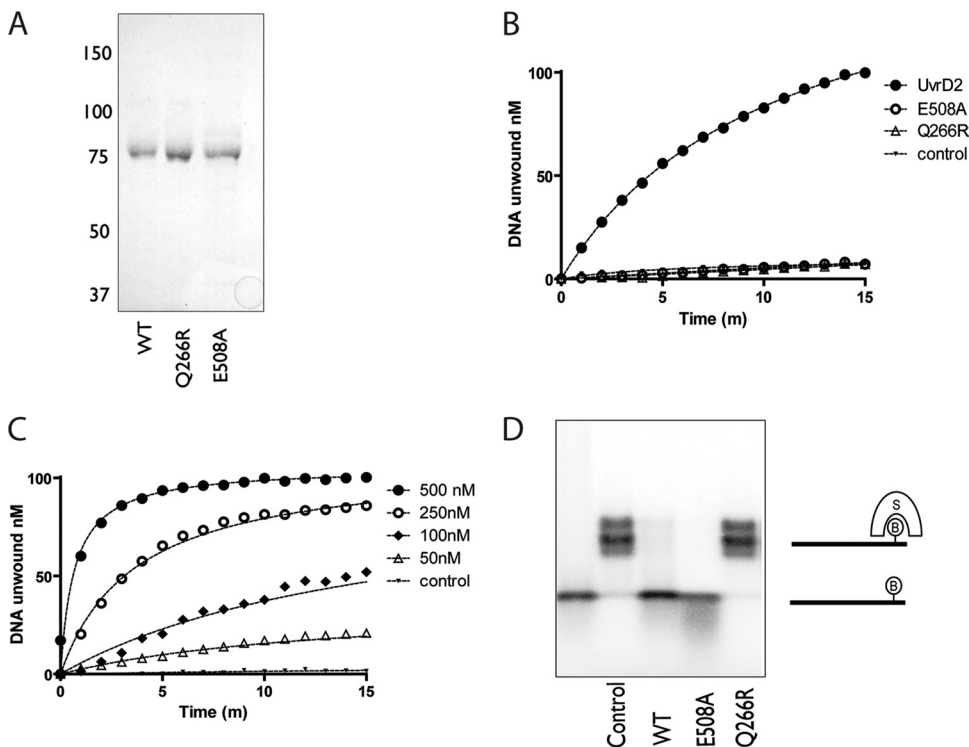 A
150
100
75
50
37
WT
Q266R
E508A
B
DNA unwound nM
100
50
0
0
5
10
15
Time (m)
UvrD2
E508A
Q266R
control
C
DNA unwound nM
100
50
0
0
5
10
15
Time (m)
500 nM
250nM
100nM
50nM
control
D
Control
WT
E508A
Q266R
S
B
B